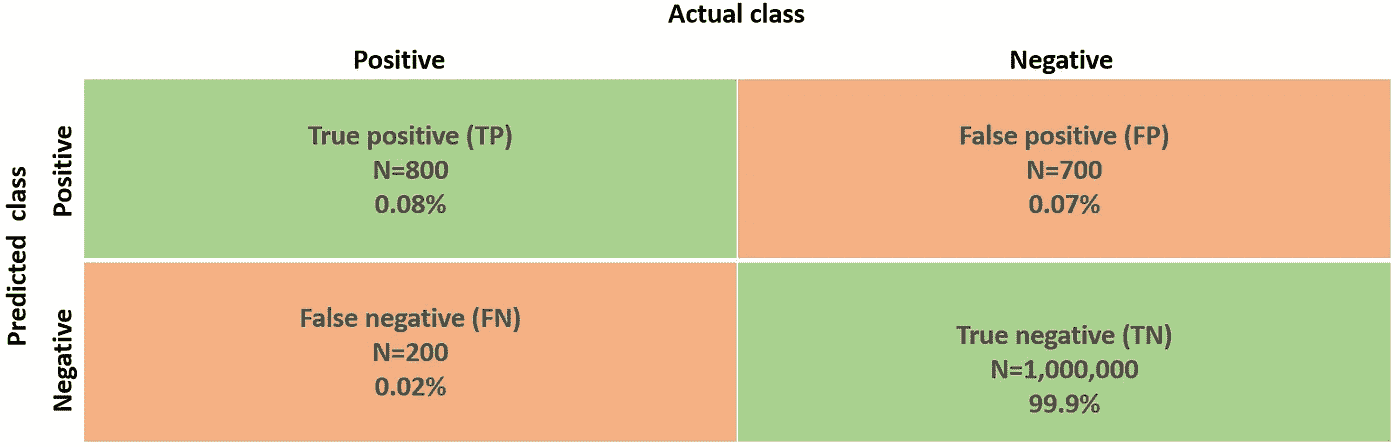 Actual class
Positive
Negative
Predicted class
Positive
True positive (TP)
N=800
0.08%
False positive (FP)
N=700
0.07%
Negative
False negative (FN)
N=200
0.02%
True negative (TN)
N=1,000,000
99.9%